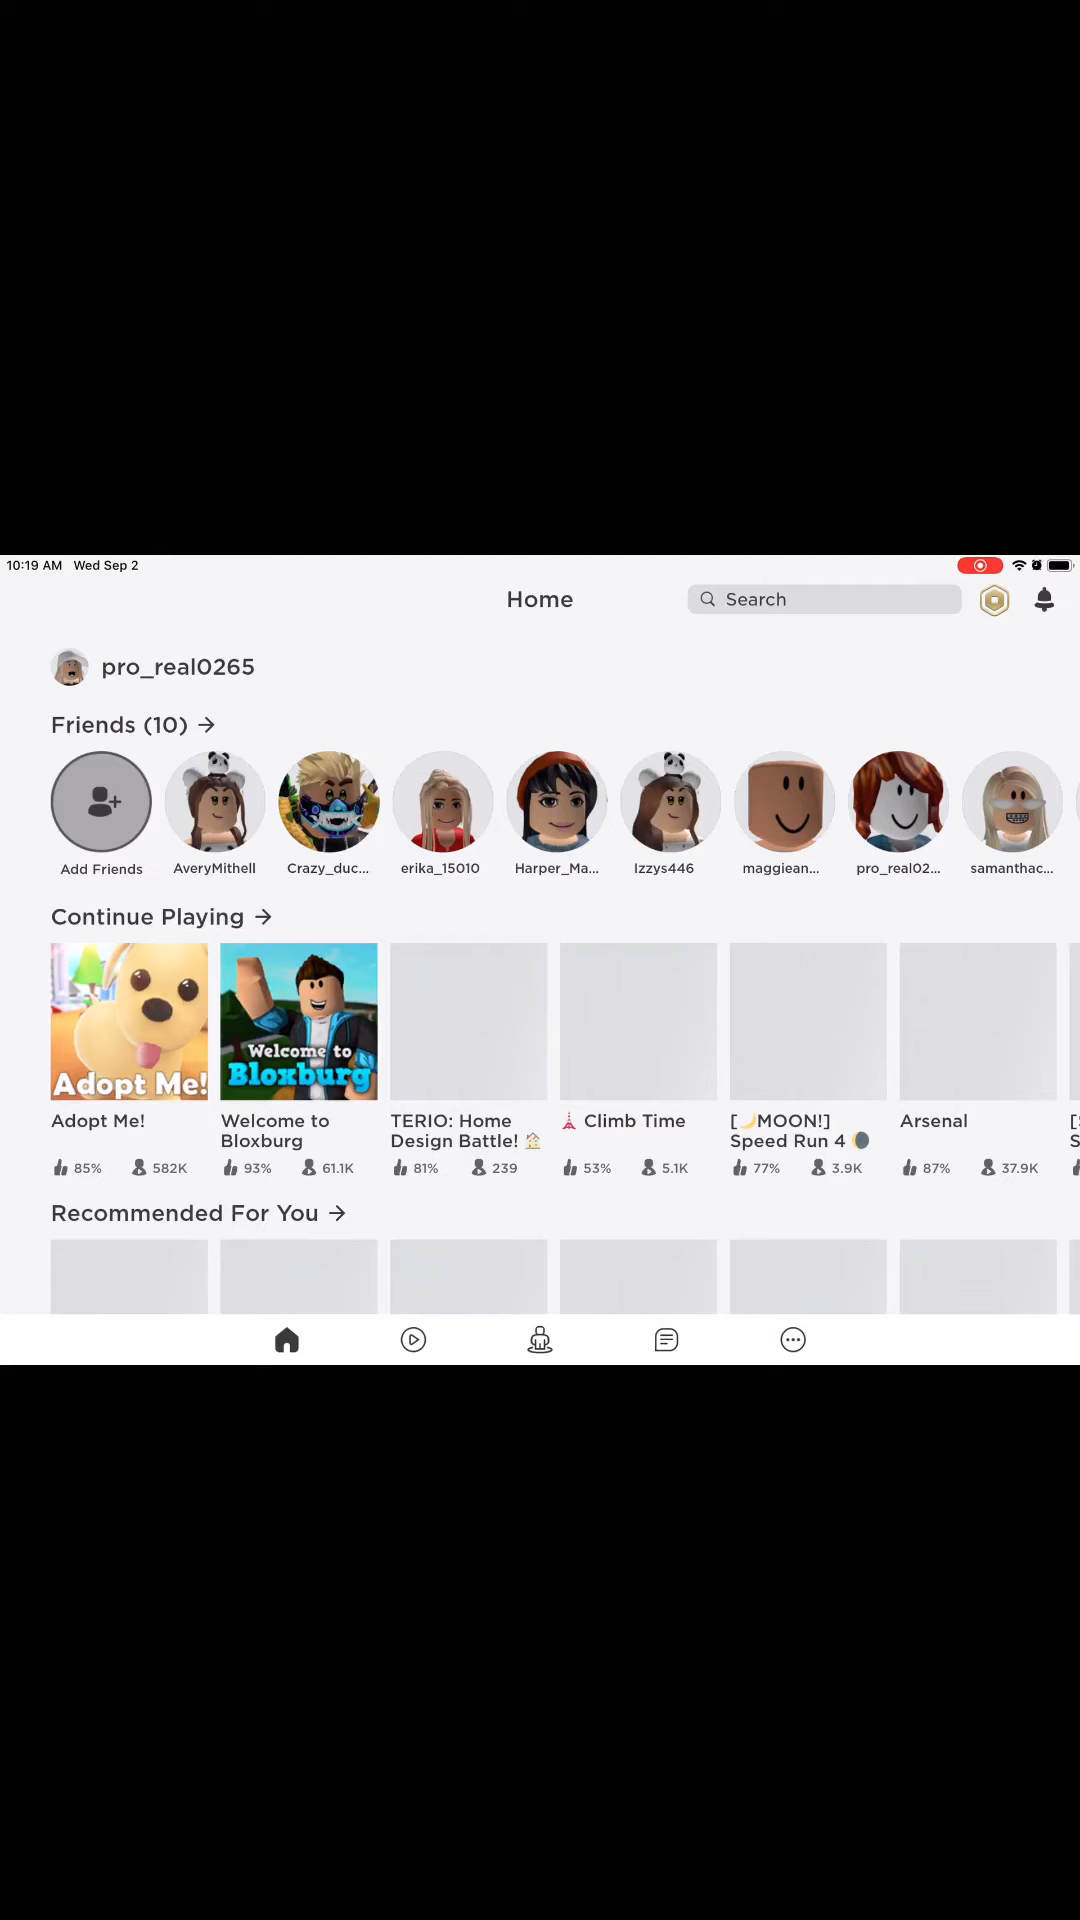 10:19 AM Wed Sep 2
Home
Search
pro_real0265
Friends (10) →
Add Friends
AveryMithell
Crazy_duc...
erika_15010
Harper_Ma...
Izzys446
maggiean...
pro_real02...
samanthac...
Continue Playing →
Adopt Me!
Welcome to
Bloxburg
Adopt Me!
85% 582K
Welcome to
Bloxburg
93% 61.1K
TERIO: Home
Design Battle! 🏠
81% 239
🗼 Climb Time
53% 5.1K
[🌙MOON!]
Speed Run 4 🌘
77% 3.9K
Arsenal
87% 37.9K
[S
S
Recommended For You →